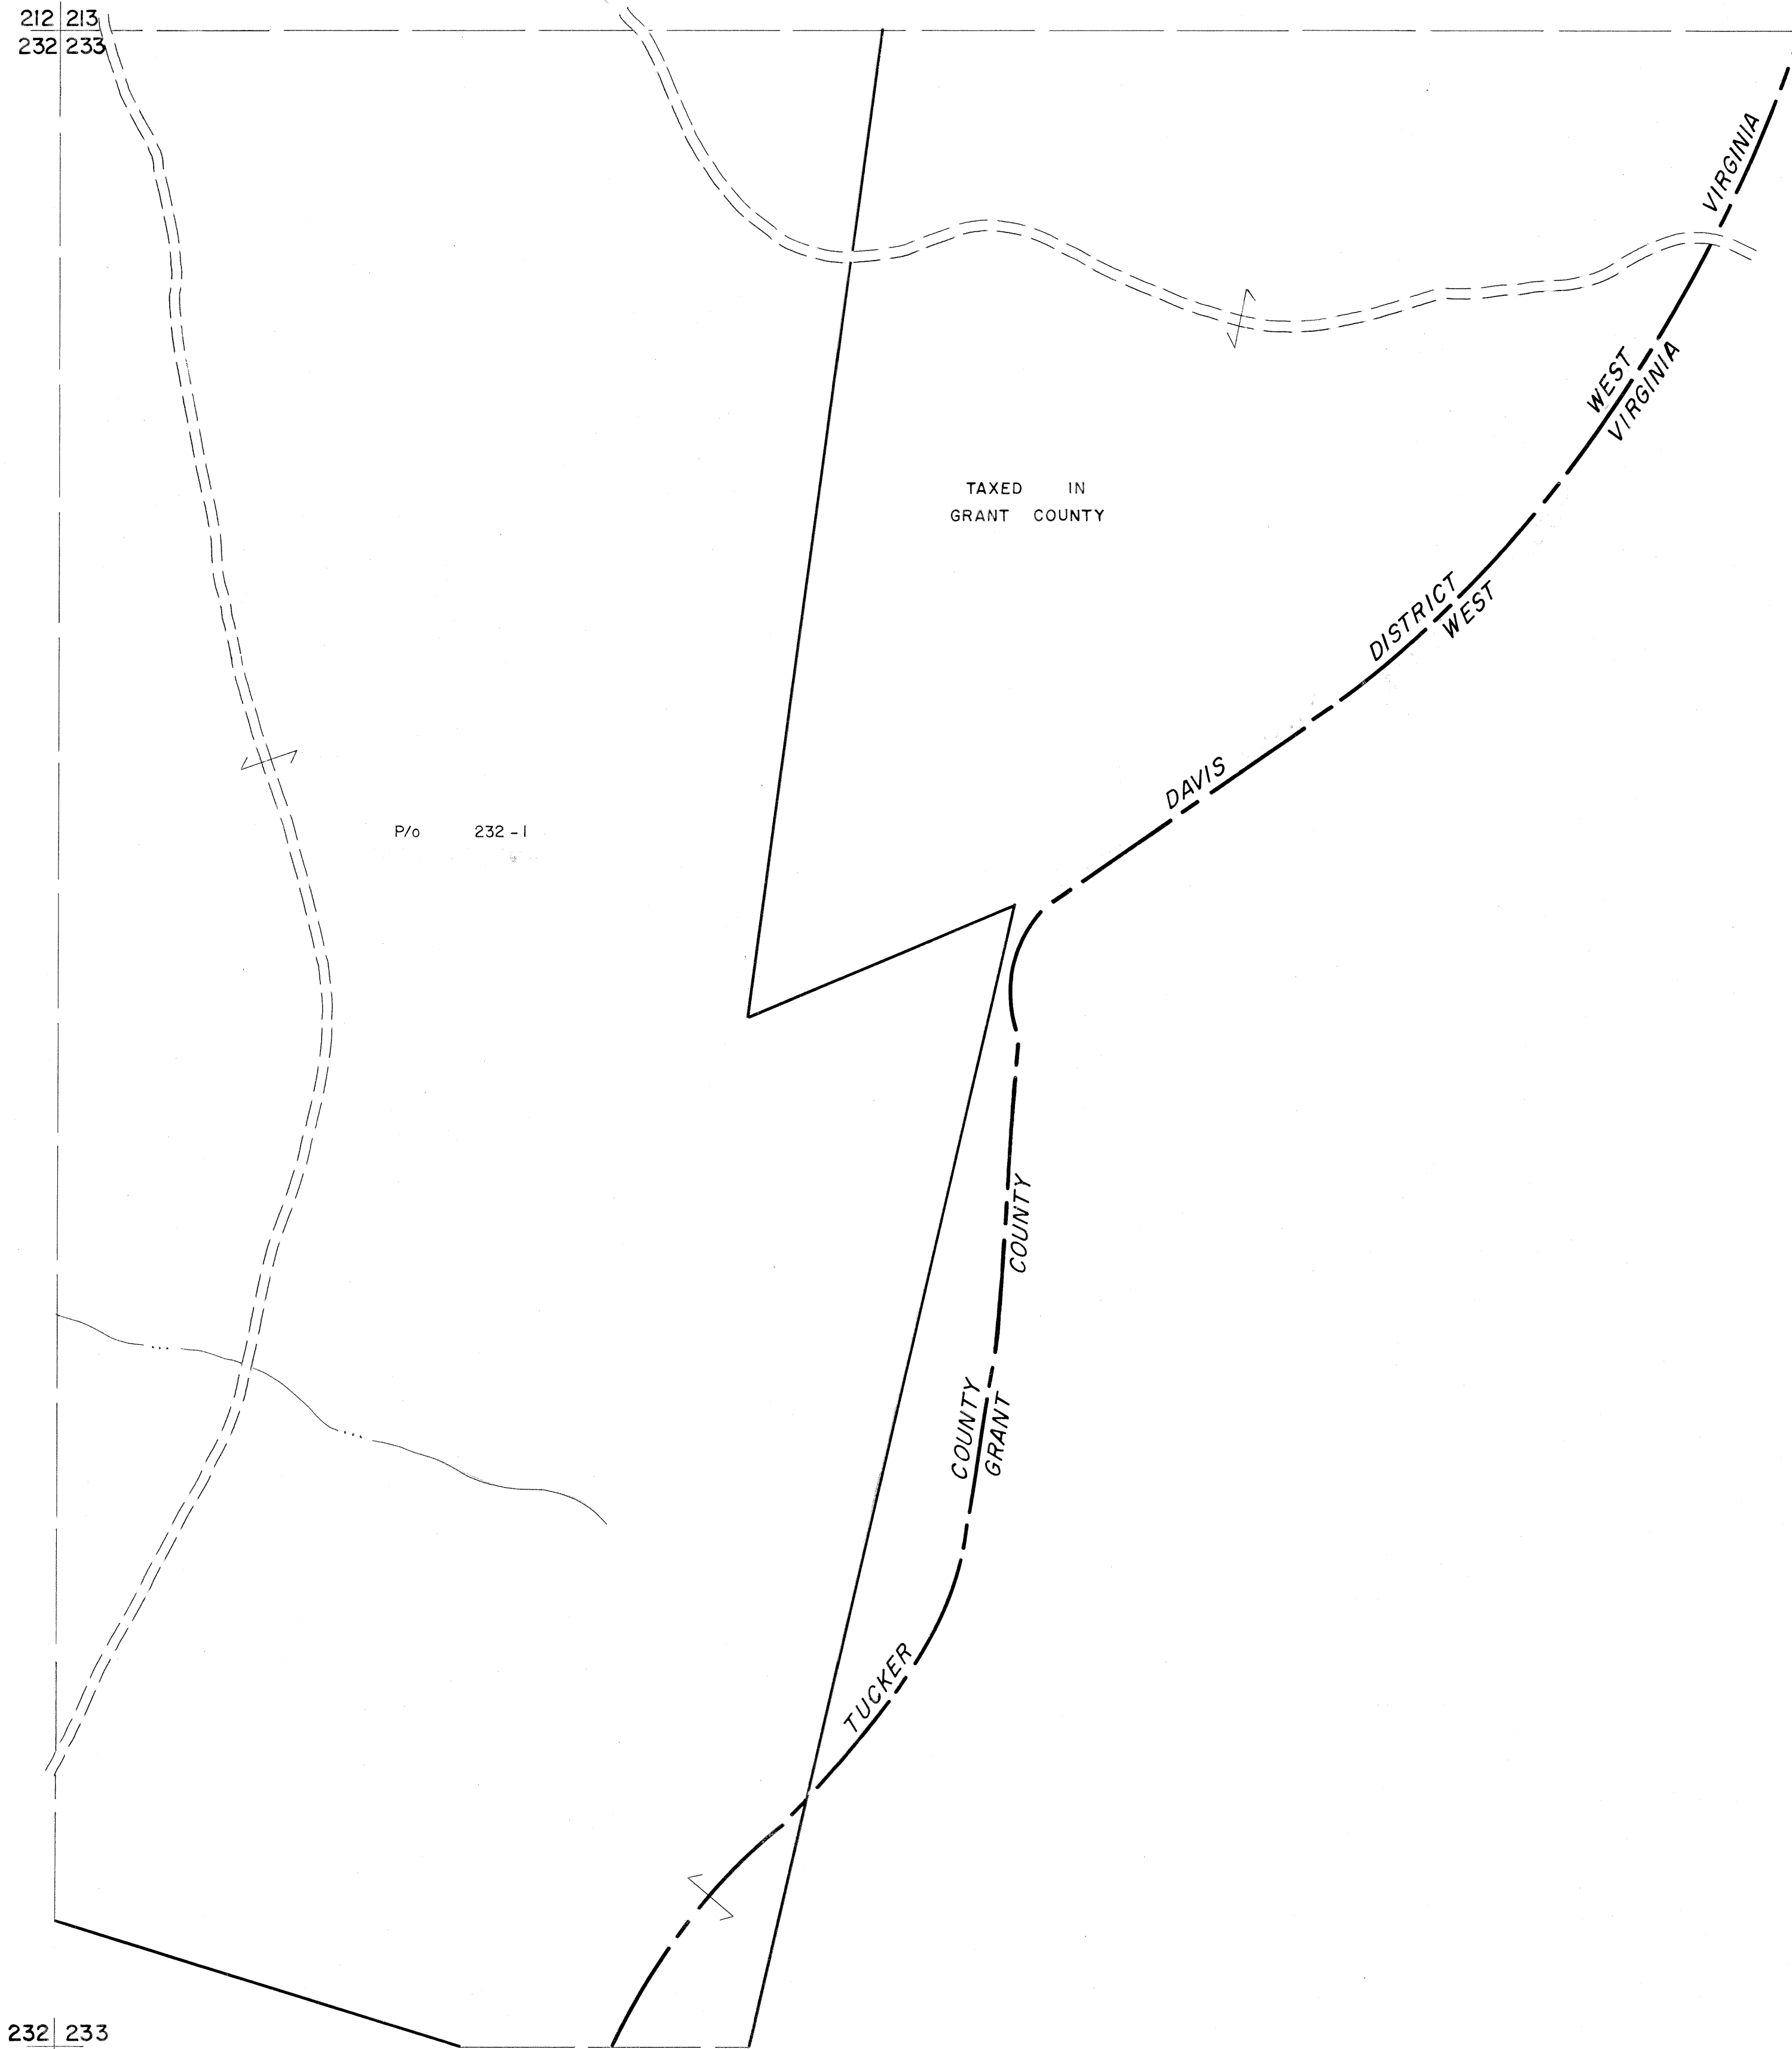 212 213
232 233
VIRGINIA
WEST
VIRGINIA
TAXED IN
GRANT COUNTY
DISTRICT
WEST
DAVIS
P/o 232-1
COUNTY
COUNTY
GRANT
TUCKER
232 233